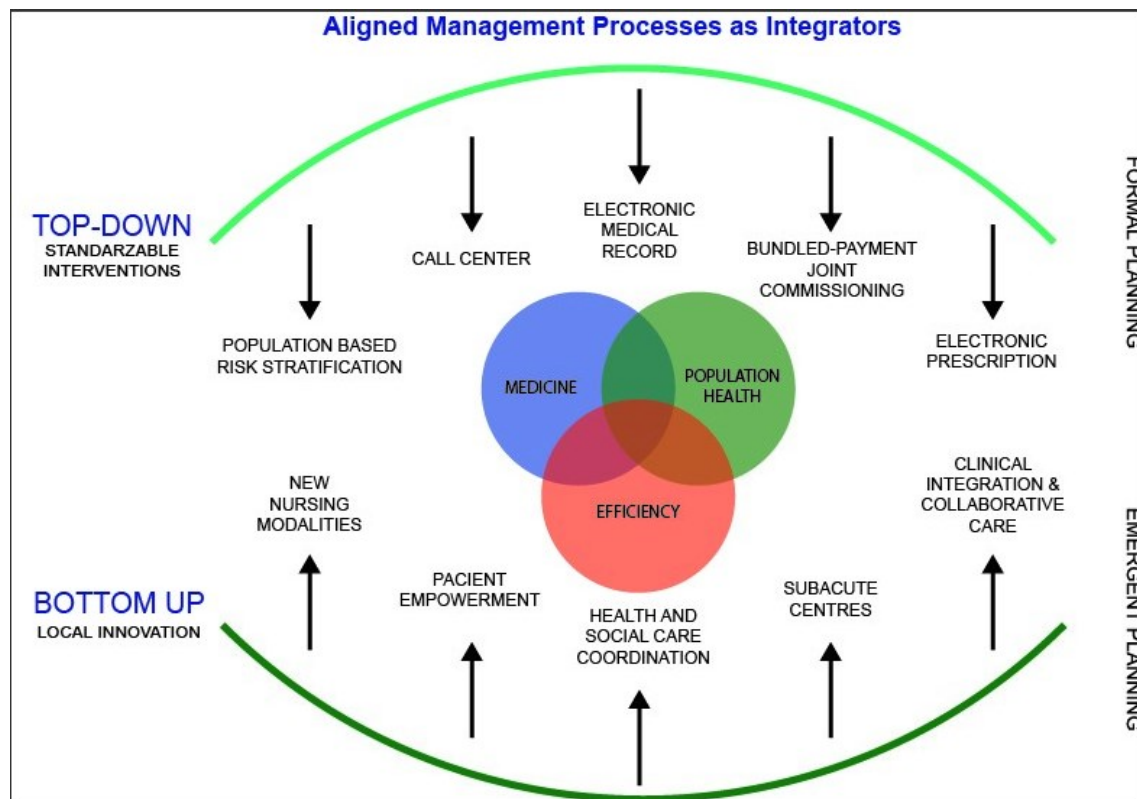 Aligned Management Processes as Integrators
TOP-DOWN
STANDARZABLE
INTERVENTIONS
POPULATION BASED
RISK STRATIFICATION
CALL CENTER
ELECTRONIC
MEDICAL
RECORD
BUNDLED-PAYMENT
JOINT
COMMISSIONING
ELECTRONIC
PRESCRIPTION
FORMAL PLANNING
MEDICINE
POPULATION
HEALTH
EFFICIENCY
BOTTOM UP
LOCAL INNOVATION
NEW
NURSING
MODALITIES
PACIENT
EMPOWERMENT
HEALTH AND
SOCIAL CARE
COORDINATION
SUBACUTE
CENTRES
CLINICAL
INTEGRATION &
COLLABORATIVE
CARE
EMERGENT PLANNING